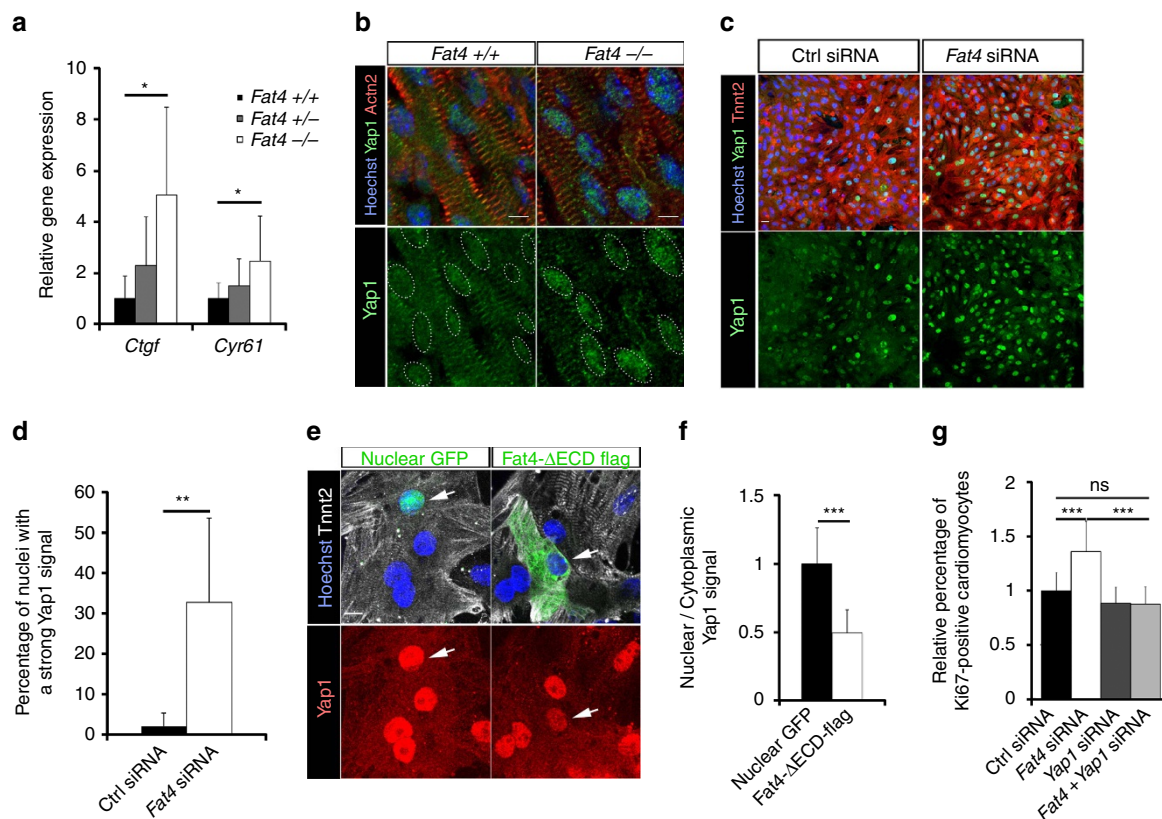 a
Relative gene expression
10
8
6
4
2
0
*
*
Fat4 +/+
Fat4 +/–
Fat4 –/–
Ctgf
Cyr61
b
Fat4 +/+
Fat4 –/–
Hoechst Yap1 Actn2
Yap1
c
Ctrl siRNA
Fat4 siRNA
Hoechst Yap1 Tnnt2
Yap1
d
Percentage of nuclei with
a strong Yap1 signal
60
50
40
30
20
10
0
**
Ctrl siRNA
Fat4 siRNA
e
Nuclear GFP
Fat4-ΔECD flag
Hoechst Tnnt2
Yap1
f
Nuclear / Cytoplasmic
Yap1 signal
1.5
1
0.5
0
***
Nuclear GFP
Fat4-ΔECD-flag
g
Relative percentage of
Ki67-positive cardiomyocytes
2
1.5
1
0.5
0
ns
***
***
Ctrl siRNA
Fat4 siRNA
Yap1 siRNA
Fat4 + Yap1 siRNA